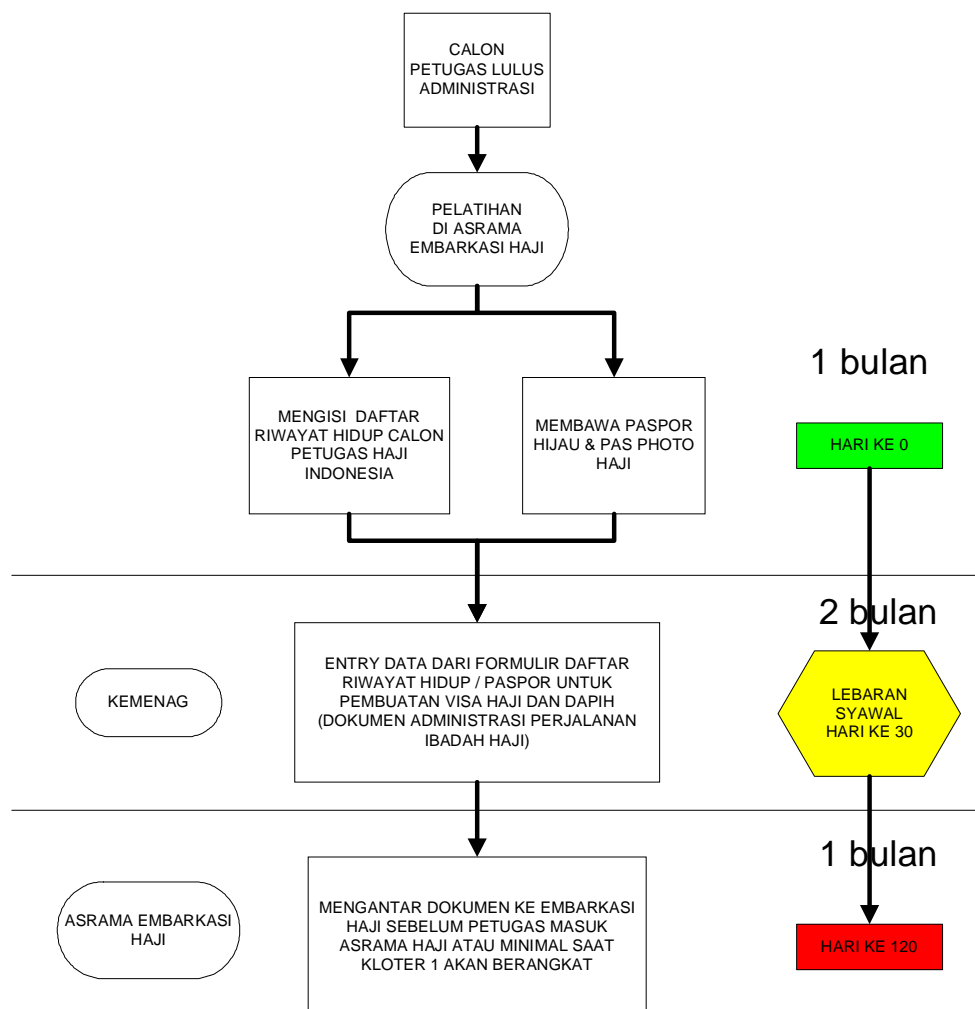 CALON
PETUGAS LULUS
ADMINISTRASI
PELATIHAN
DI ASRAMA
EMBARKASI HAJI
1 bulan
MENGISI DAFTAR
RIWAYAT HIDUP CALON
PETUGAS HAJI
INDONESIA
MEMBAWA PASPOR
HIJAU & PAS PHOTO
HAJI
HARI KE 0
2 bulan
KEMENAG
ENTRY DATA DARI FORMULIR DAFTAR
RIWAYAT HIDUP / PASPOR UNTUK
PEMBUATAN VISA HAJI DAN DAPIH
(DOKUMEN ADMINISTRASI PERJALANAN
IBADAH HAJI)
LEBARAN
SYAWAL
HARI KE 30
1 bulan
ASRAMA EMBARKASI
HAJI
MENGANTAR DOKUMEN KE EMBARKASI
HAJI SEBELUM PETUGAS MASUK
ASRAMA HAJI ATAU MINIMAL SAAT
KLOTER 1 AKAN BERANGKAT
HARI KE 120